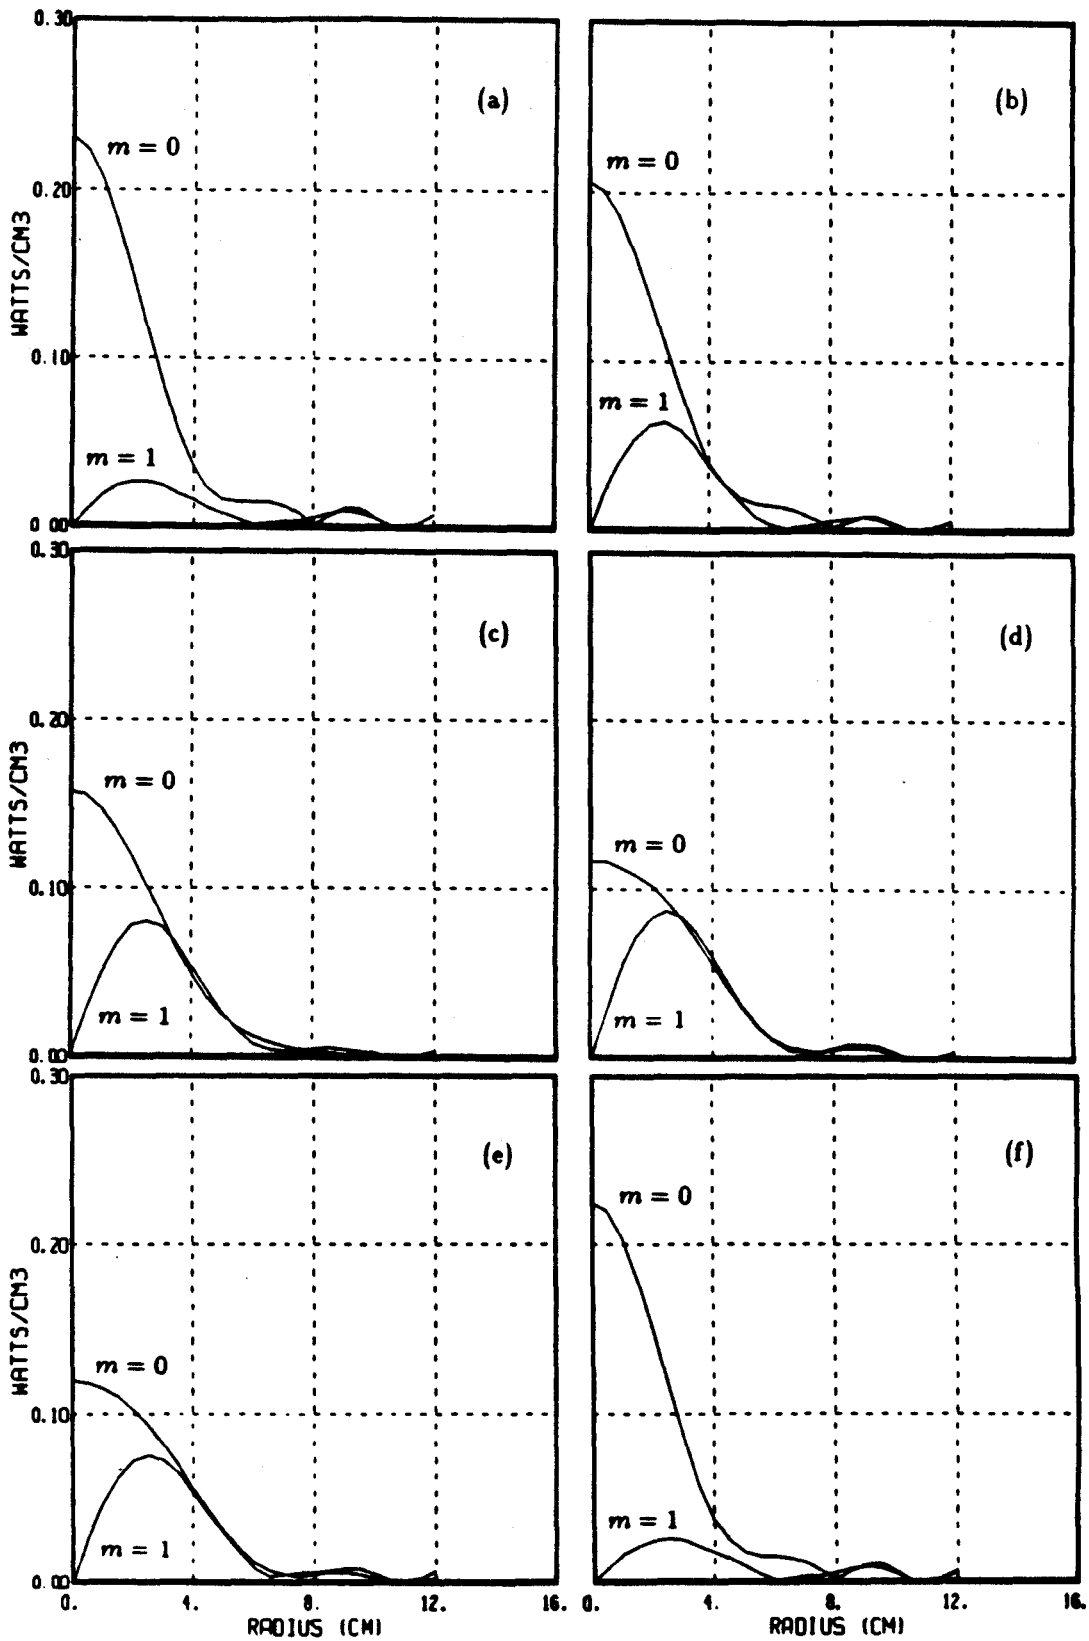 0.30
(a)
(b)
m = 0
m = 0
0.20
WATTS/CM3
0.10
m = 1
m = 1
0.00
0.30
(c)
(d)
0.20
m = 0
WATTS/CM3
m = 0
0.10
m = 1
m = 1
0.00
0.30
(e)
(f)
m = 0
0.20
WATTS/CM3
m = 0
0.10
m = 1
m = 1
0.00
0. 4. 8. 12. 16. 0. 4. 8. 12. 16.
RADIUS (CM) RADIUS (CM)